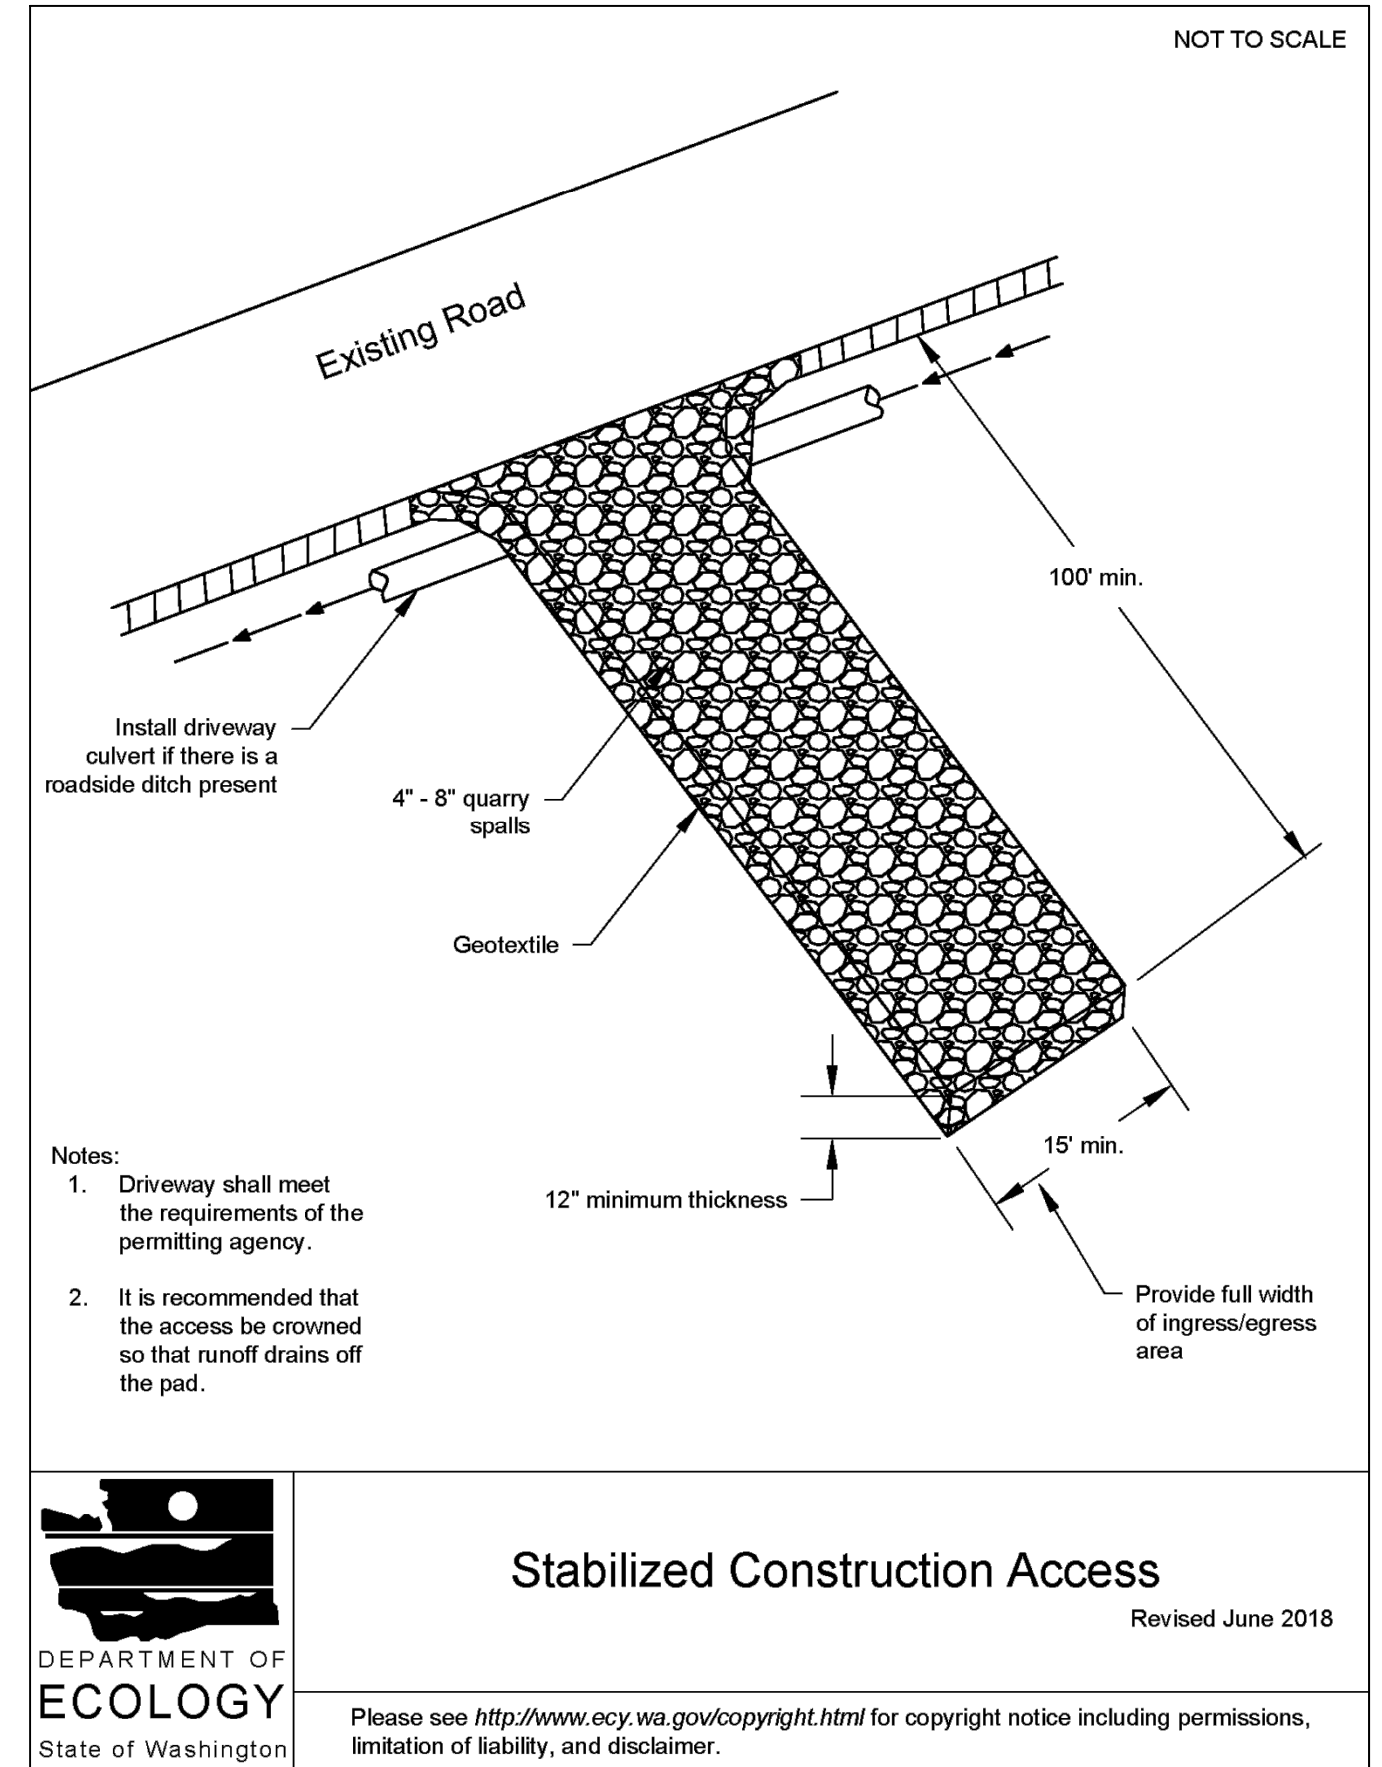 NOT TO SCALE
Existing Road
100' min.
Install driveway
culvert if there is a
roadside ditch present
4" - 8" quarry
spalls
Geotextile
15' min.
12" minimum thickness
Provide full width
of ingress/egress
area
Notes:
1. Driveway shall meet
the requirements of the
permitting agency.
2. It is recommended that
the access be crowned
so that runoff drains off
the pad.
Stabilized Construction Access
Revised June 2018
DEPARTMENT OF
ECOLOGY
State of Washington
Please see http://www.ecy.wa.gov/copyright.html for copyright notice including permissions,
limitation of liability, and disclaimer.